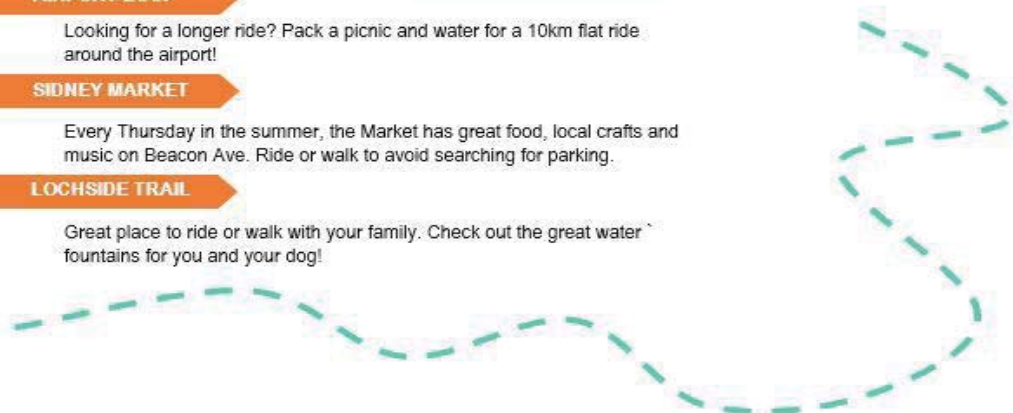 Looking for a longer ride? Pack a picnic and water for a 10km flat ride
around the airport!
SIDNEY MARKET
Every Thursday in the summer, the Market has great food, local crafts and
music on Beacon Ave. Ride or walk to avoid searching for parking.
LOCHSIDE TRAIL
Great place to ride or walk with your family. Check out the great water `
fountains for you and your dog!